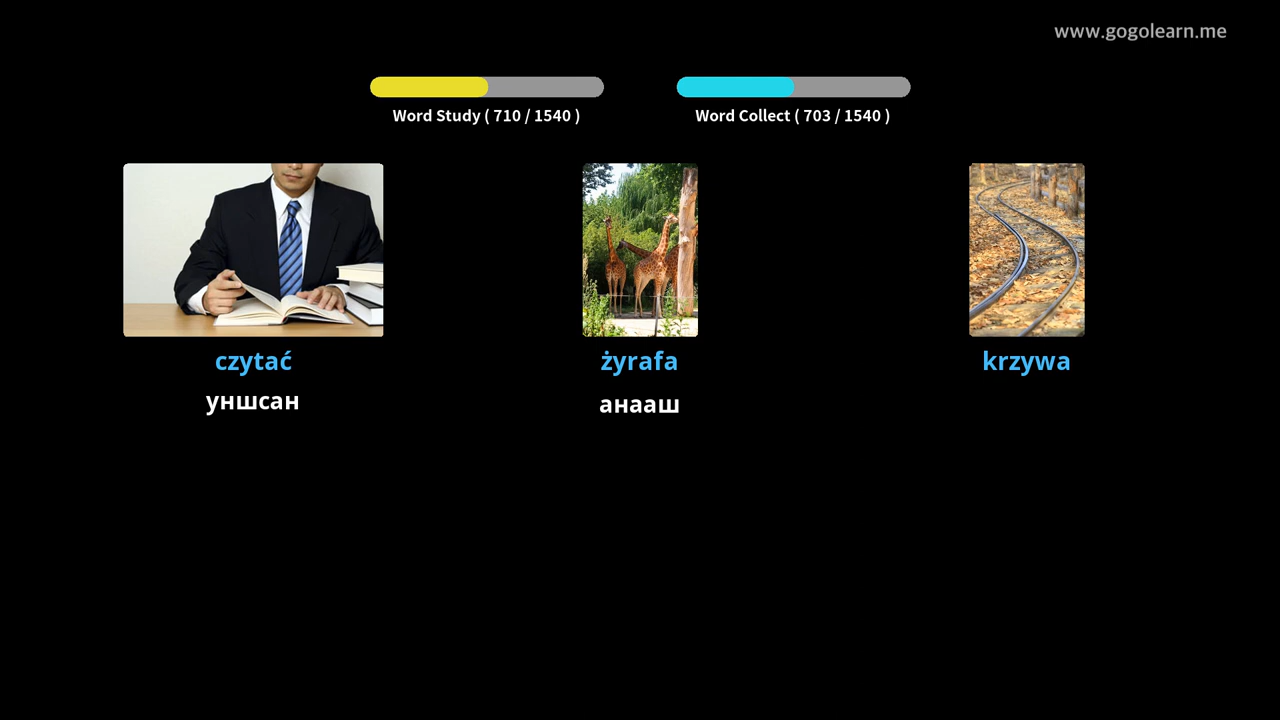 www.gogolearn.me
Word Study ( 710 / 1540 )
Word Collect ( 703 / 1540 )
czytać
żyrafa
krzywa
уншсан
анааш